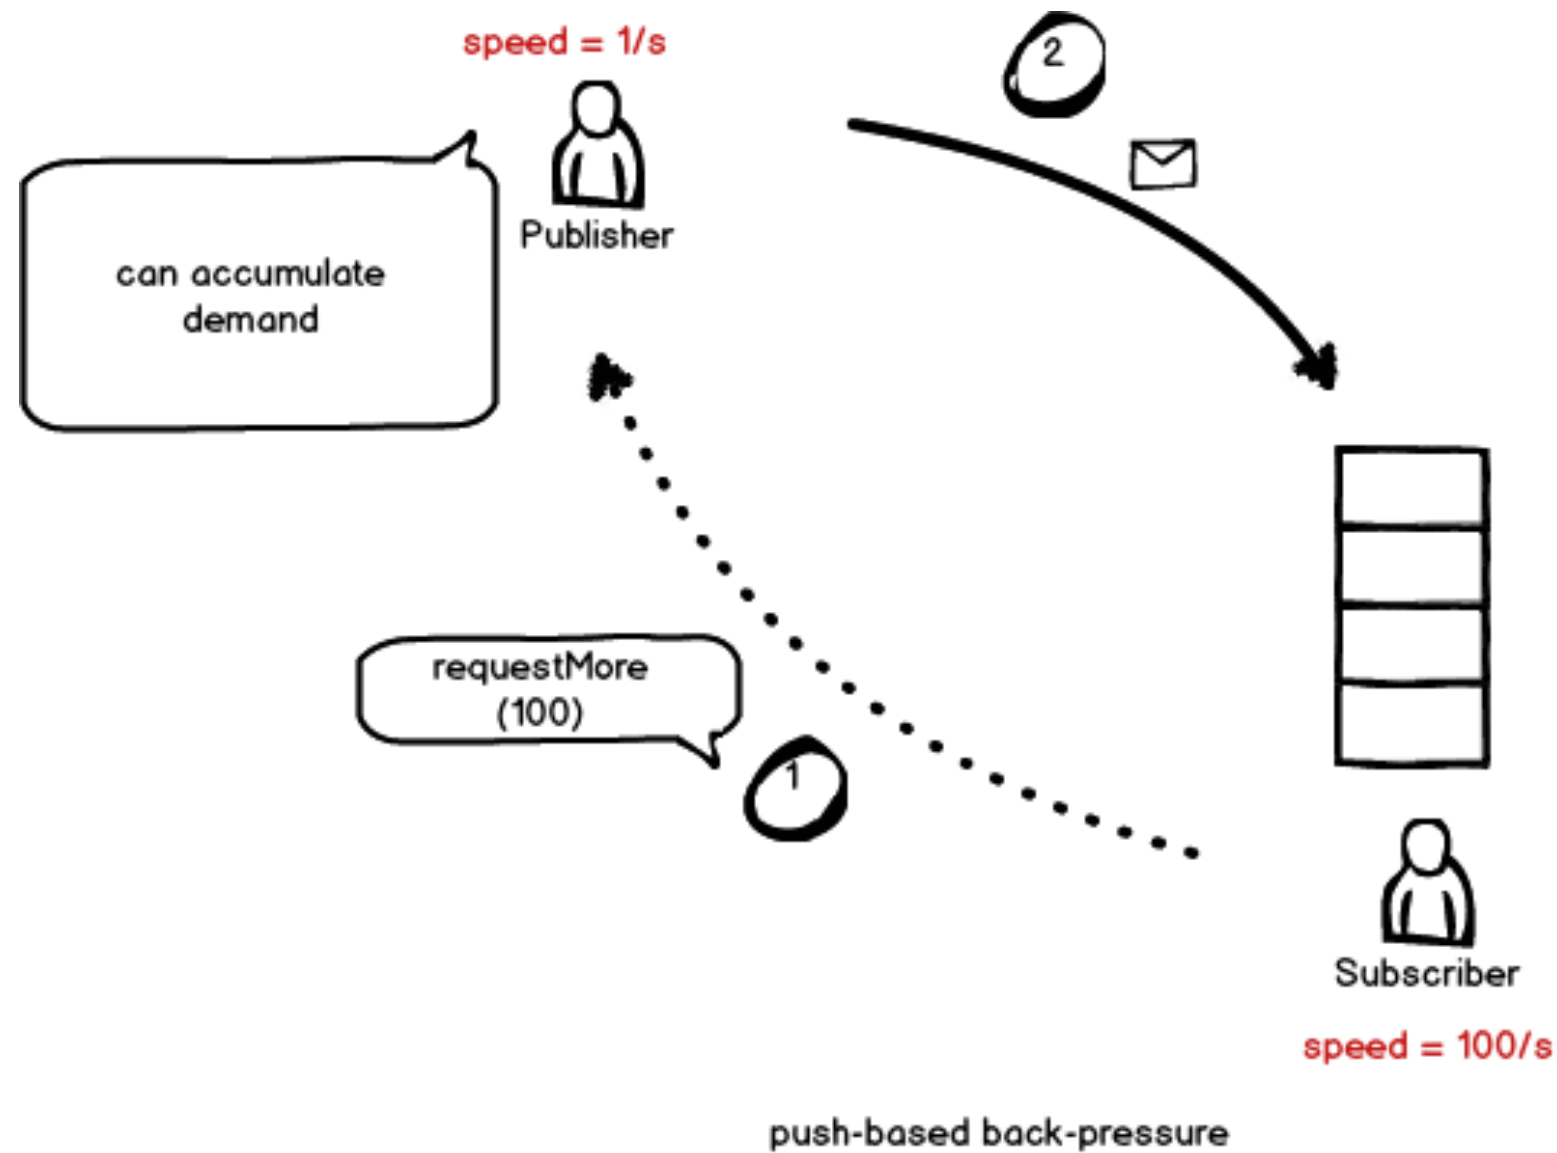 speed = 1/s
2
Publisher
can accumulate
demand
requestMore
(100)
1
Subscriber
speed = 100/s
push-based back-pressure